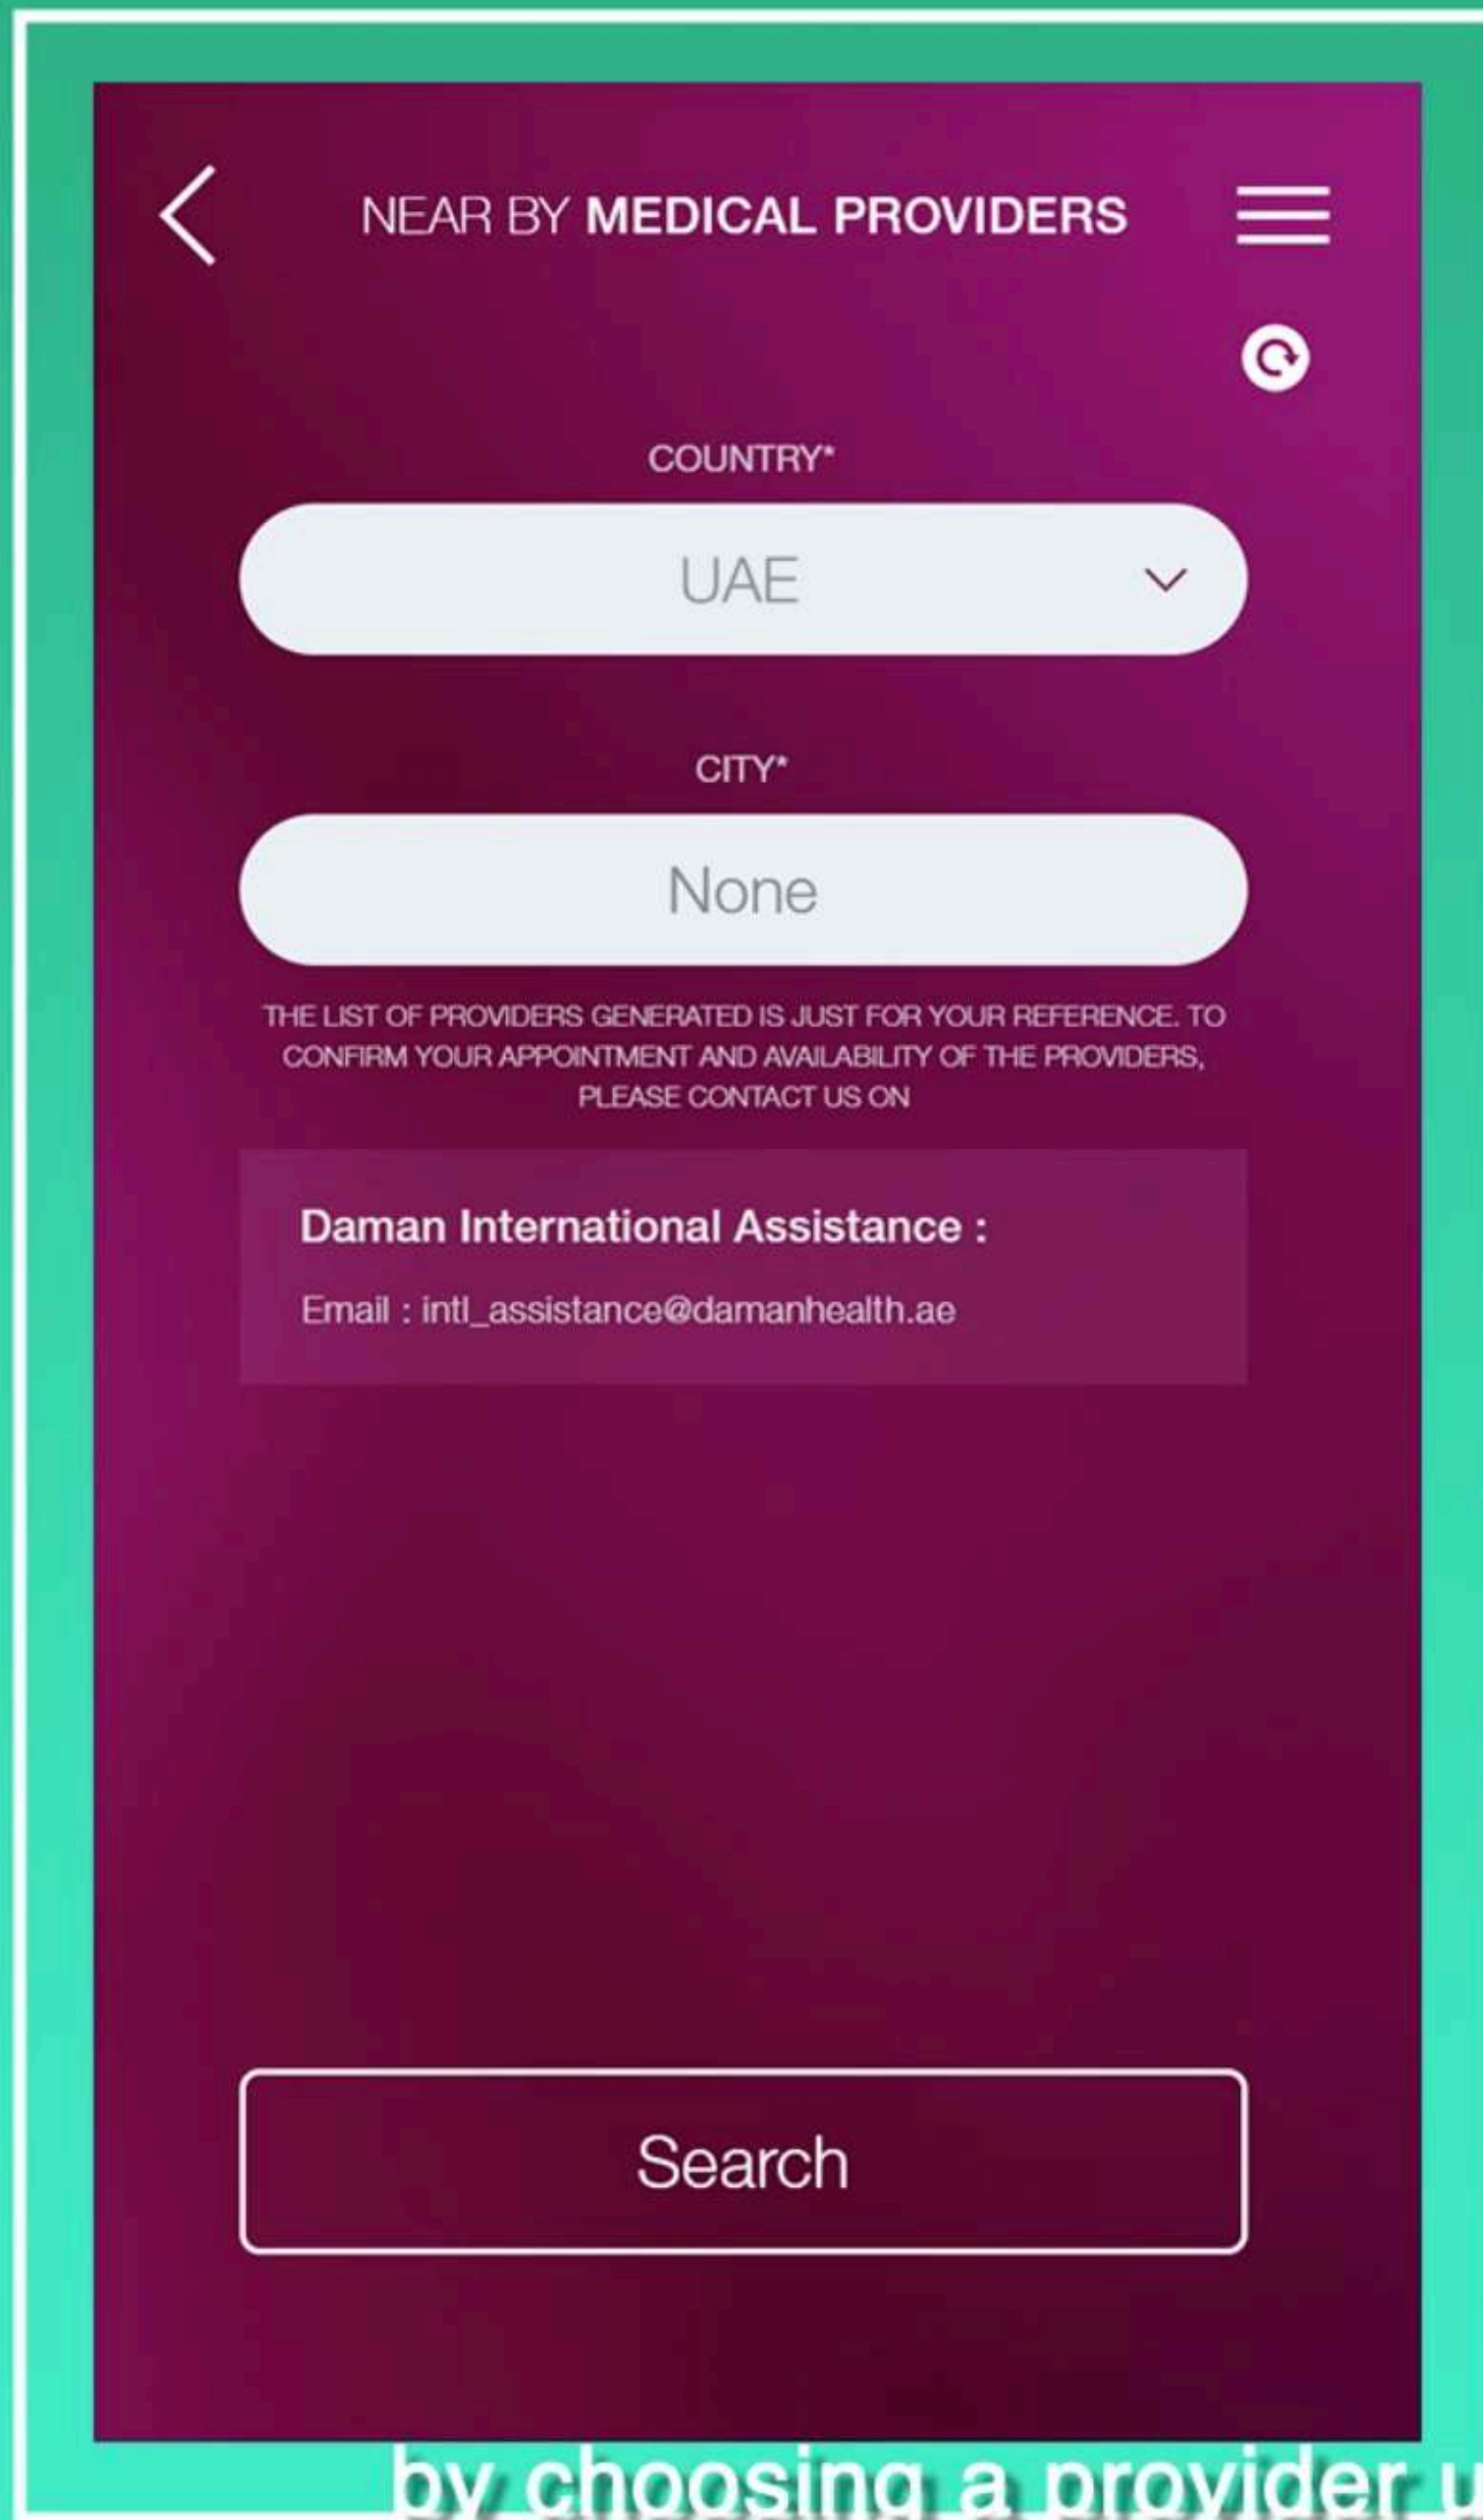 NEAR BY MEDICAL PROVIDERS
COUNTRY*
UAE
CITY*
None
THE LIST OF PROVIDERS GENERATED IS JUST FOR YOUR REFERENCE. TO
CONFIRM YOUR APPOINTMENT AND AVAILABILITY OF THE PROVIDERS,
PLEASE CONTACT US ON
Daman International Assistance :
Email : intl_assistance@damanhealth.ae
Search
by choosing a provider